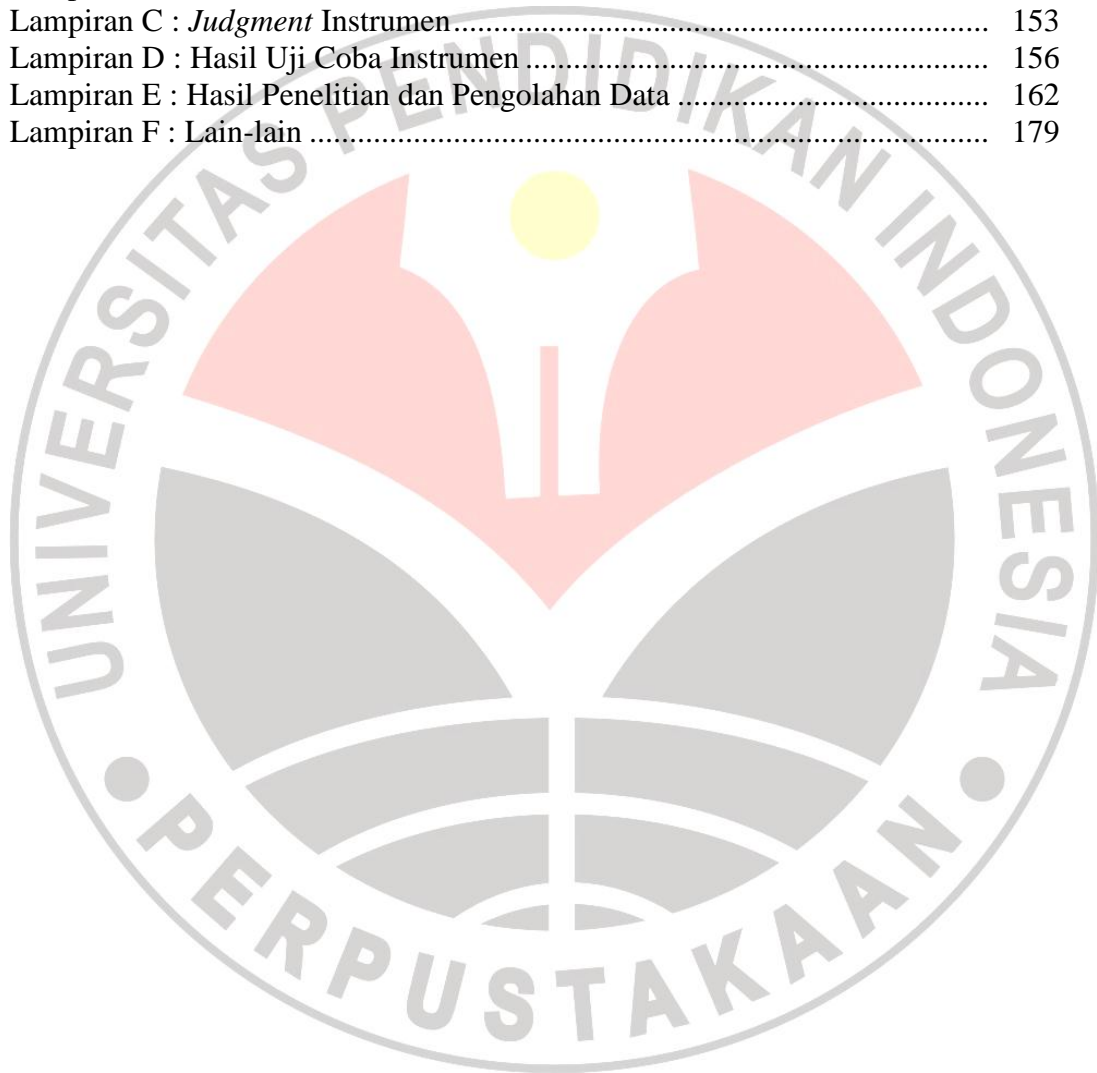 Lampiran C : Judgment Instrumen.................................................................... 153
Lampiran D : Hasil Uji Coba Instrumen ........................................................... 156
Lampiran E : Hasil Penelitian dan Pengolahan Data ........................................ 162
Lampiran F : Lain-lain ...................................................................................... 179
UNIVERSITAS PENDIDIKAN INDONESIA
PERPUSTAKAAN